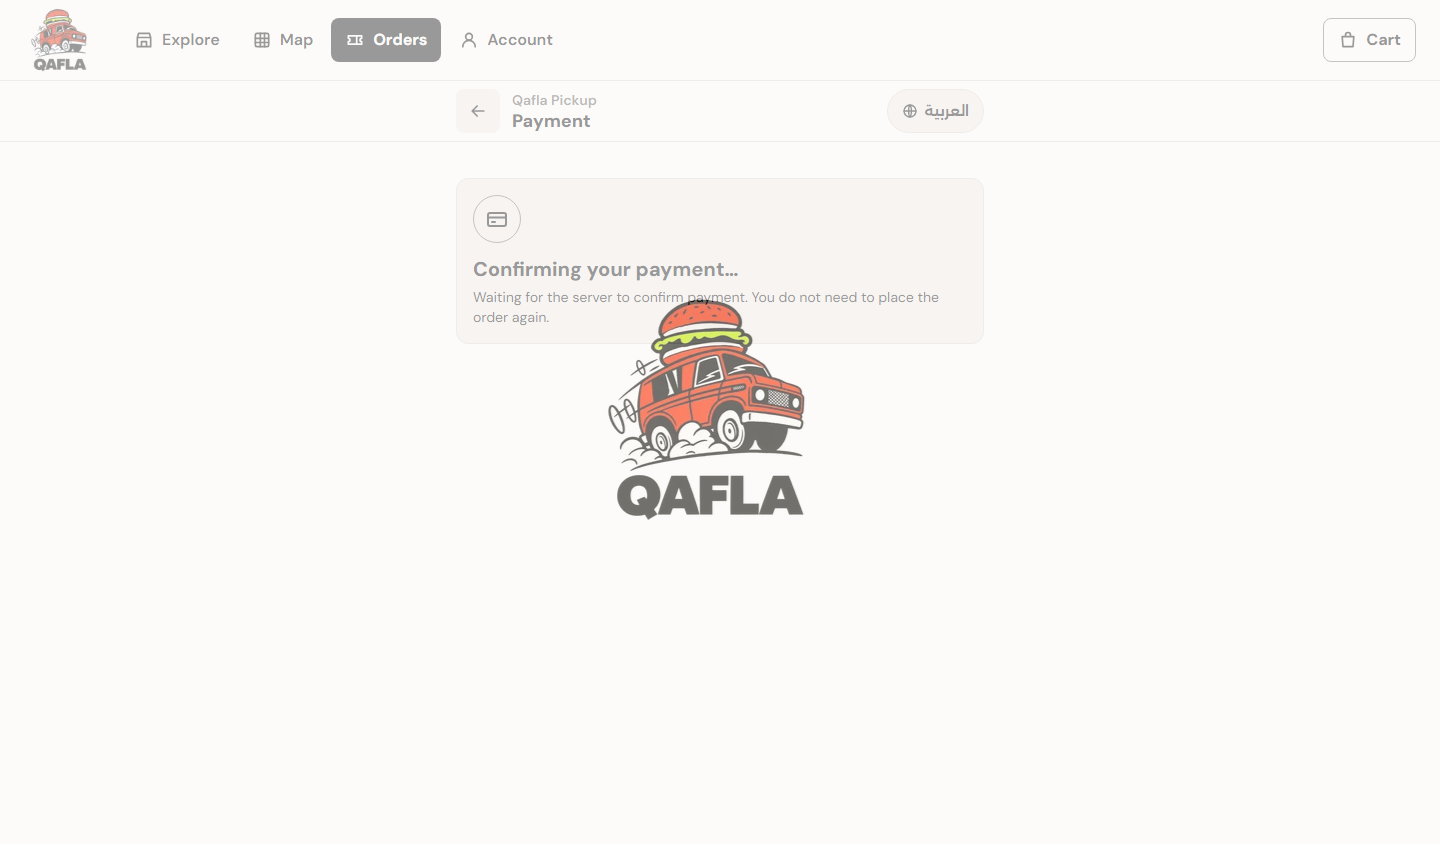 QAFLA
Explore
Map
Orders
Account
Cart
Qafla Pickup
Payment
العربية
Confirming your payment…
Waiting for the server to confirm payment. You do not need to place the
order again.
QAFLA